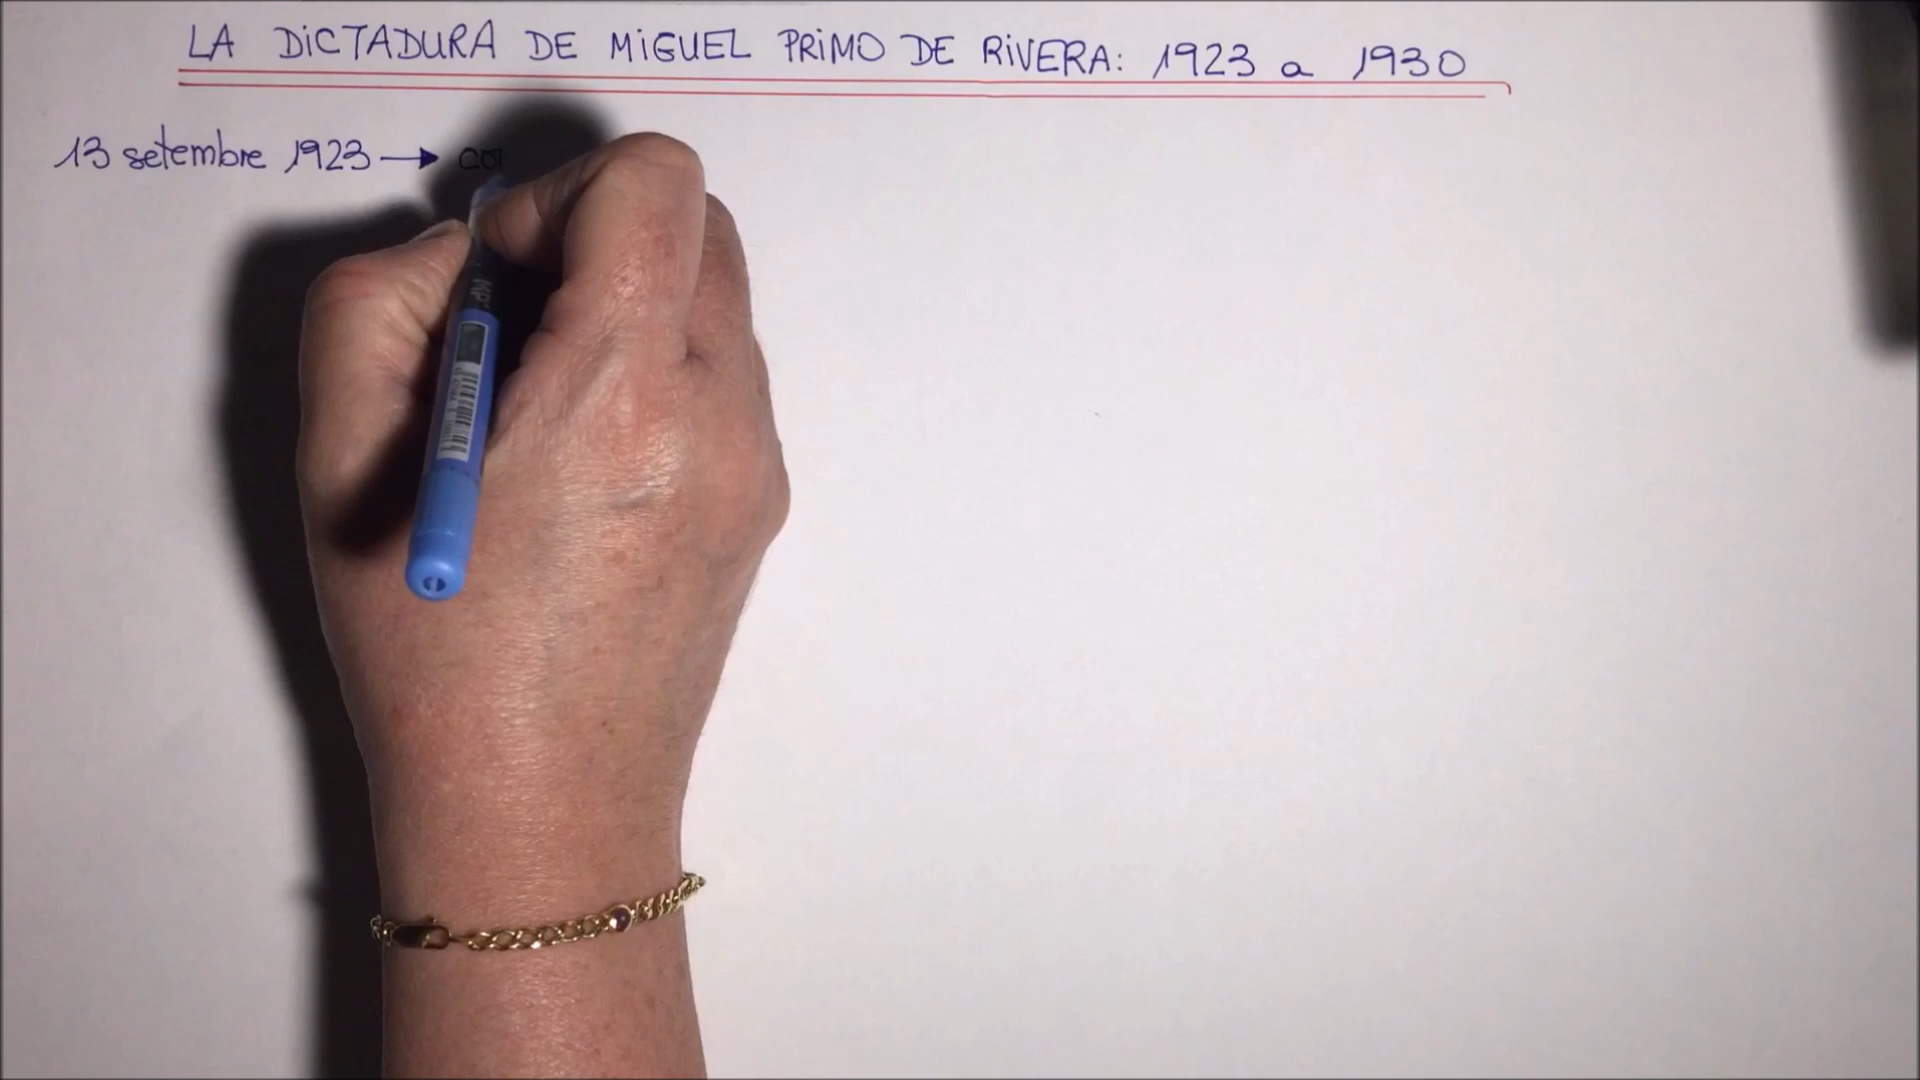 LA DICTADURA DE MIGUEL PRIMO DE RIVERA: 1923 a 1930
13 setembre 1923 →